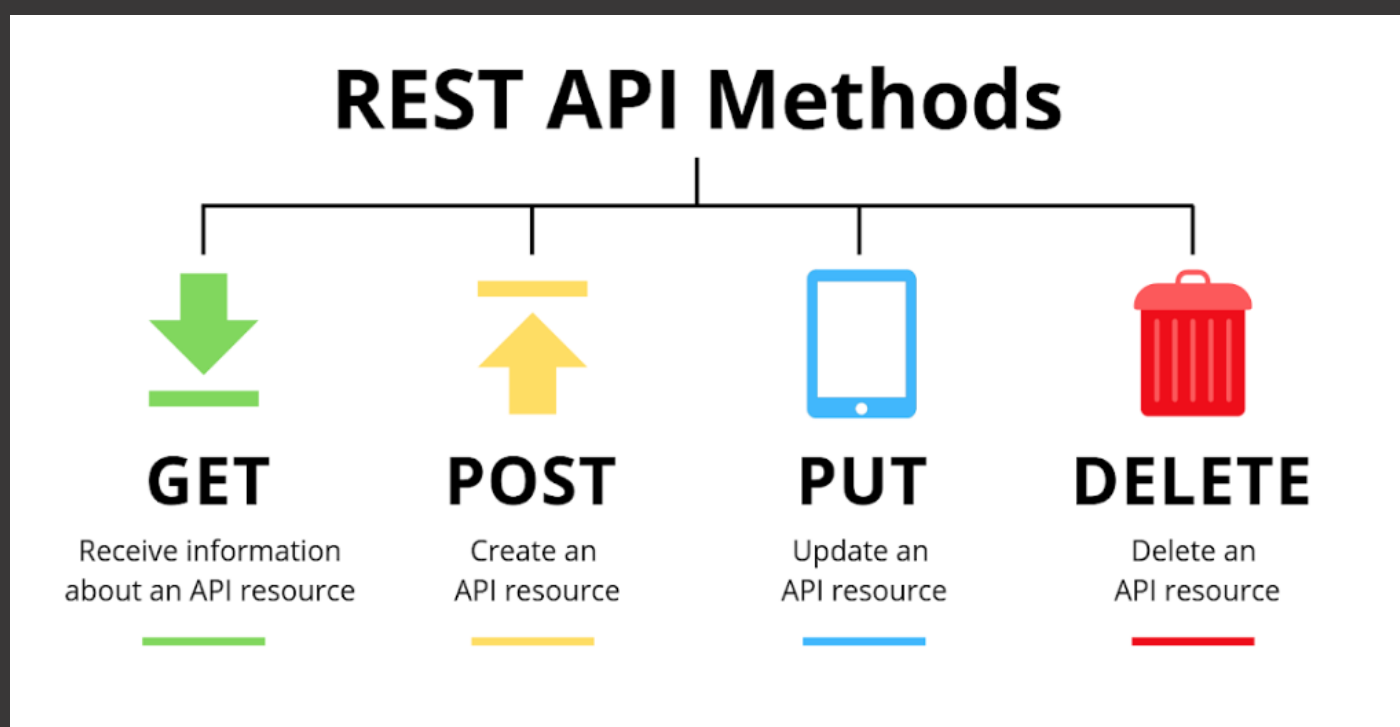 REST API Methods
GET
Receive information
about an API resource
POST
Create an
API resource
PUT
Update an
API resource
DELETE
Delete an
API resource